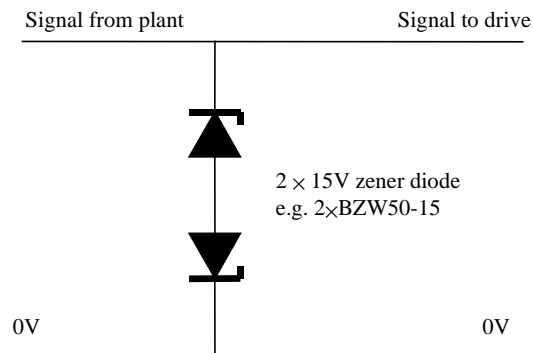 Signal from plant
Signal to drive
2 × 15V zener diode
e.g. 2×BZW50-15
0V
0V